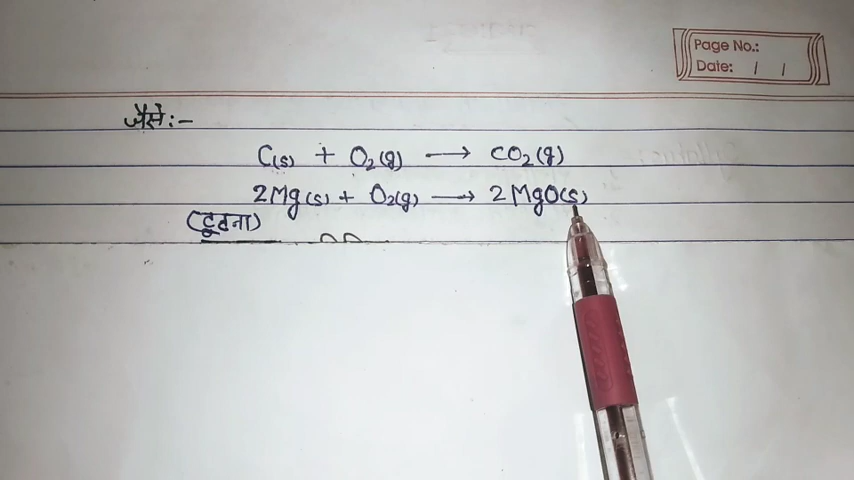 Page No.:
Date: / /
जैसे:-
C(s) + O₂(g) ⟶ CO₂(g)
2Mg(s) + O₂(g) ⟶ 2MgO(s)
(टूटना)